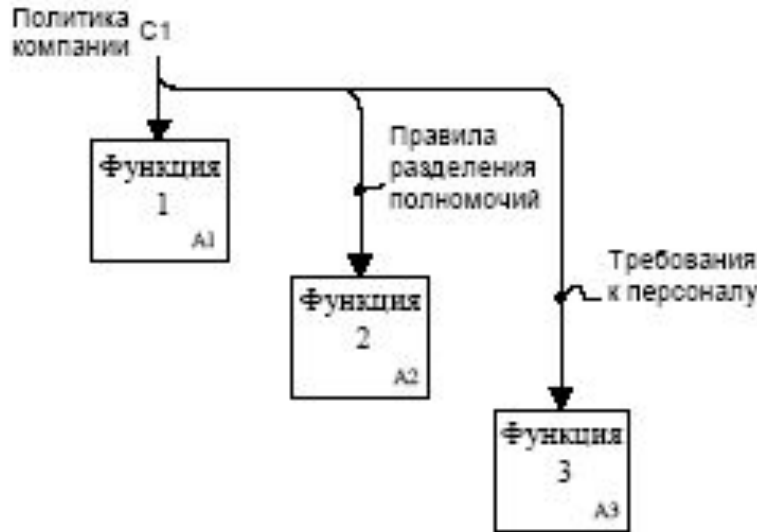 Политика
компании C1
Функция
1
A1
Правила
разделения
полномочий
Функция
2
A2
Требования
к персоналу
Функция
3
A3